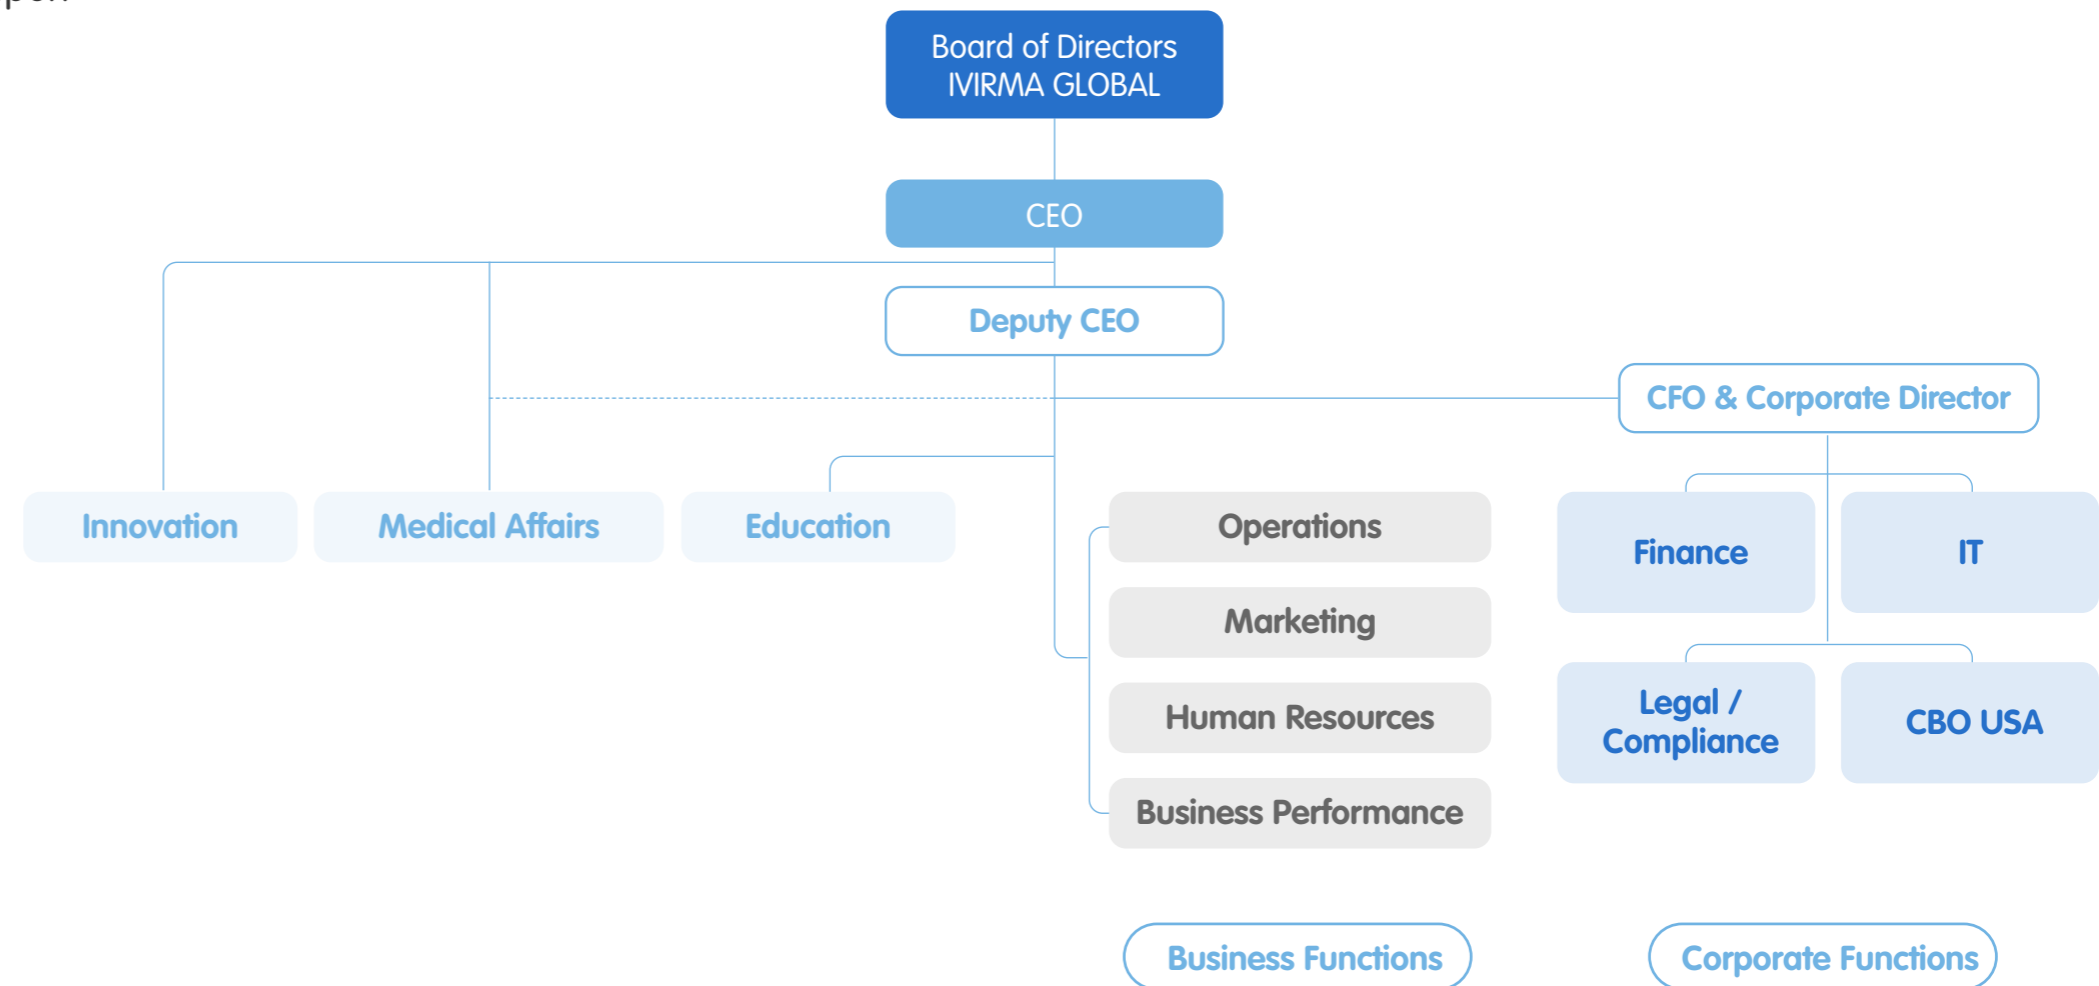 Board of Directors
IVIRMA GLOBAL
CEO
Deputy CEO
CFO & Corporate Director
Innovation
Medical Affairs
Education
Operations
Finance
IT
Marketing
Human Resources
Legal /
Compliance
CBO USA
Business Performance
Business Functions
Corporate Functions